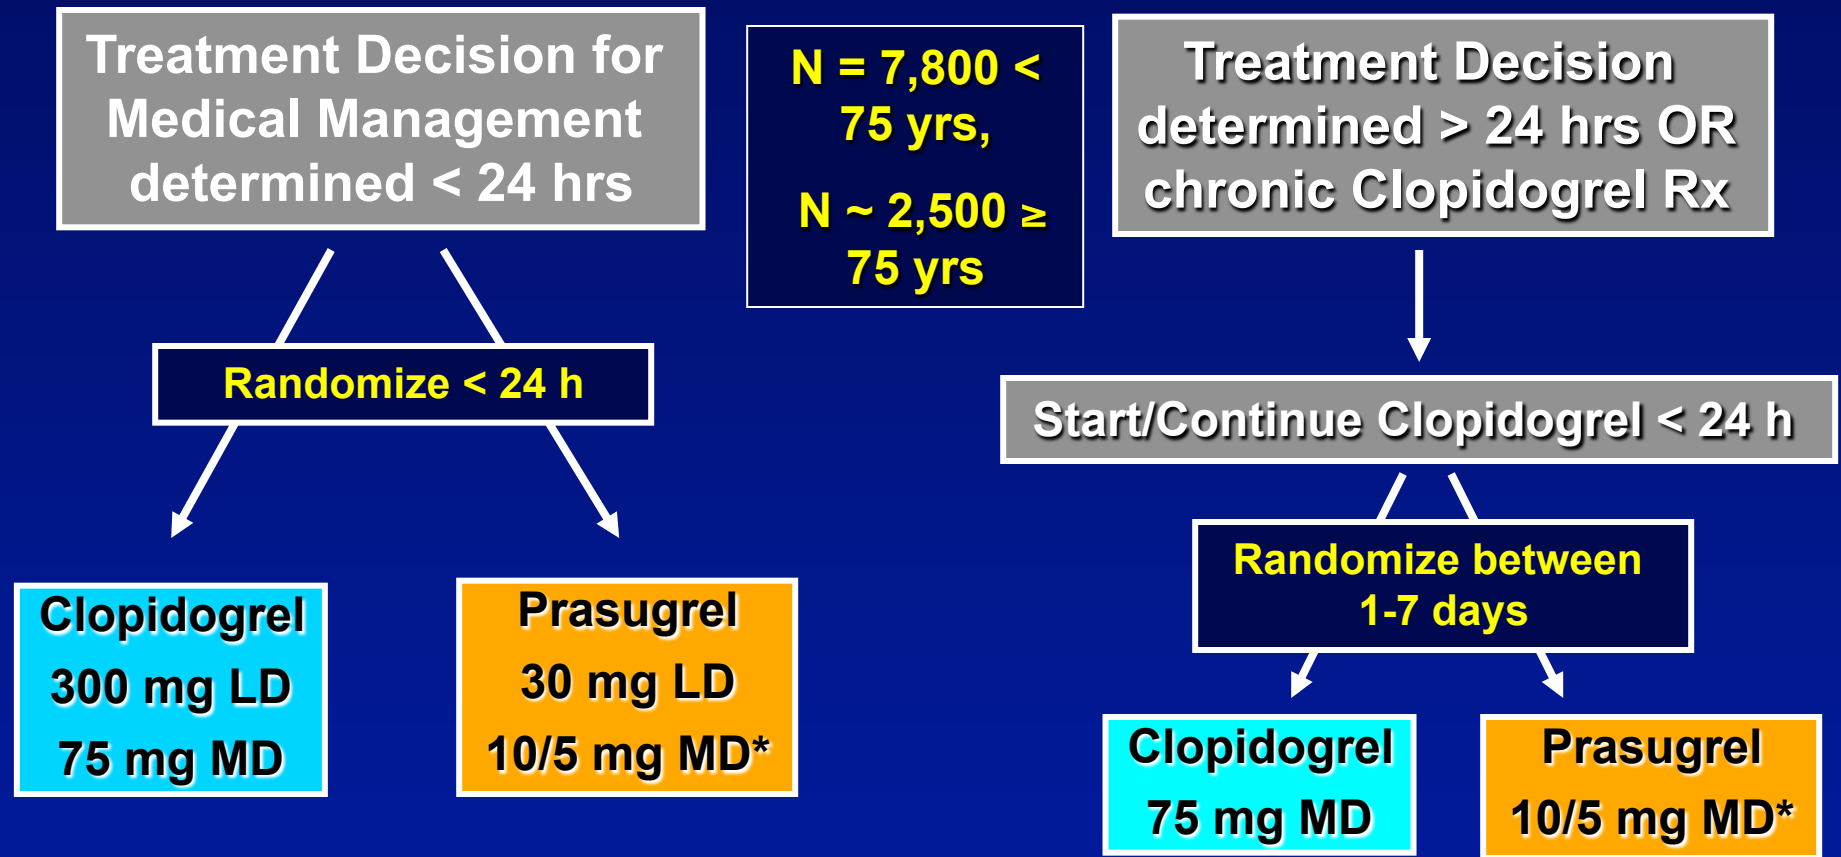 Treatment Decision for
Medical Management
determined < 24 hrs
N = 7,800 <
75 yrs,
N ~ 2,500 ≥
75 yrs
Treatment Decision
determined > 24 hrs OR
chronic Clopidogrel Rx
Randomize < 24 h
Start/Continue Clopidogrel < 24 h
Clopidogrel
300 mg LD
75 mg MD
Prasugrel
30 mg LD
10/5 mg MD*
Randomize between
1-7 days
Clopidogrel
75 mg MD
Prasugrel
10/5 mg MD*